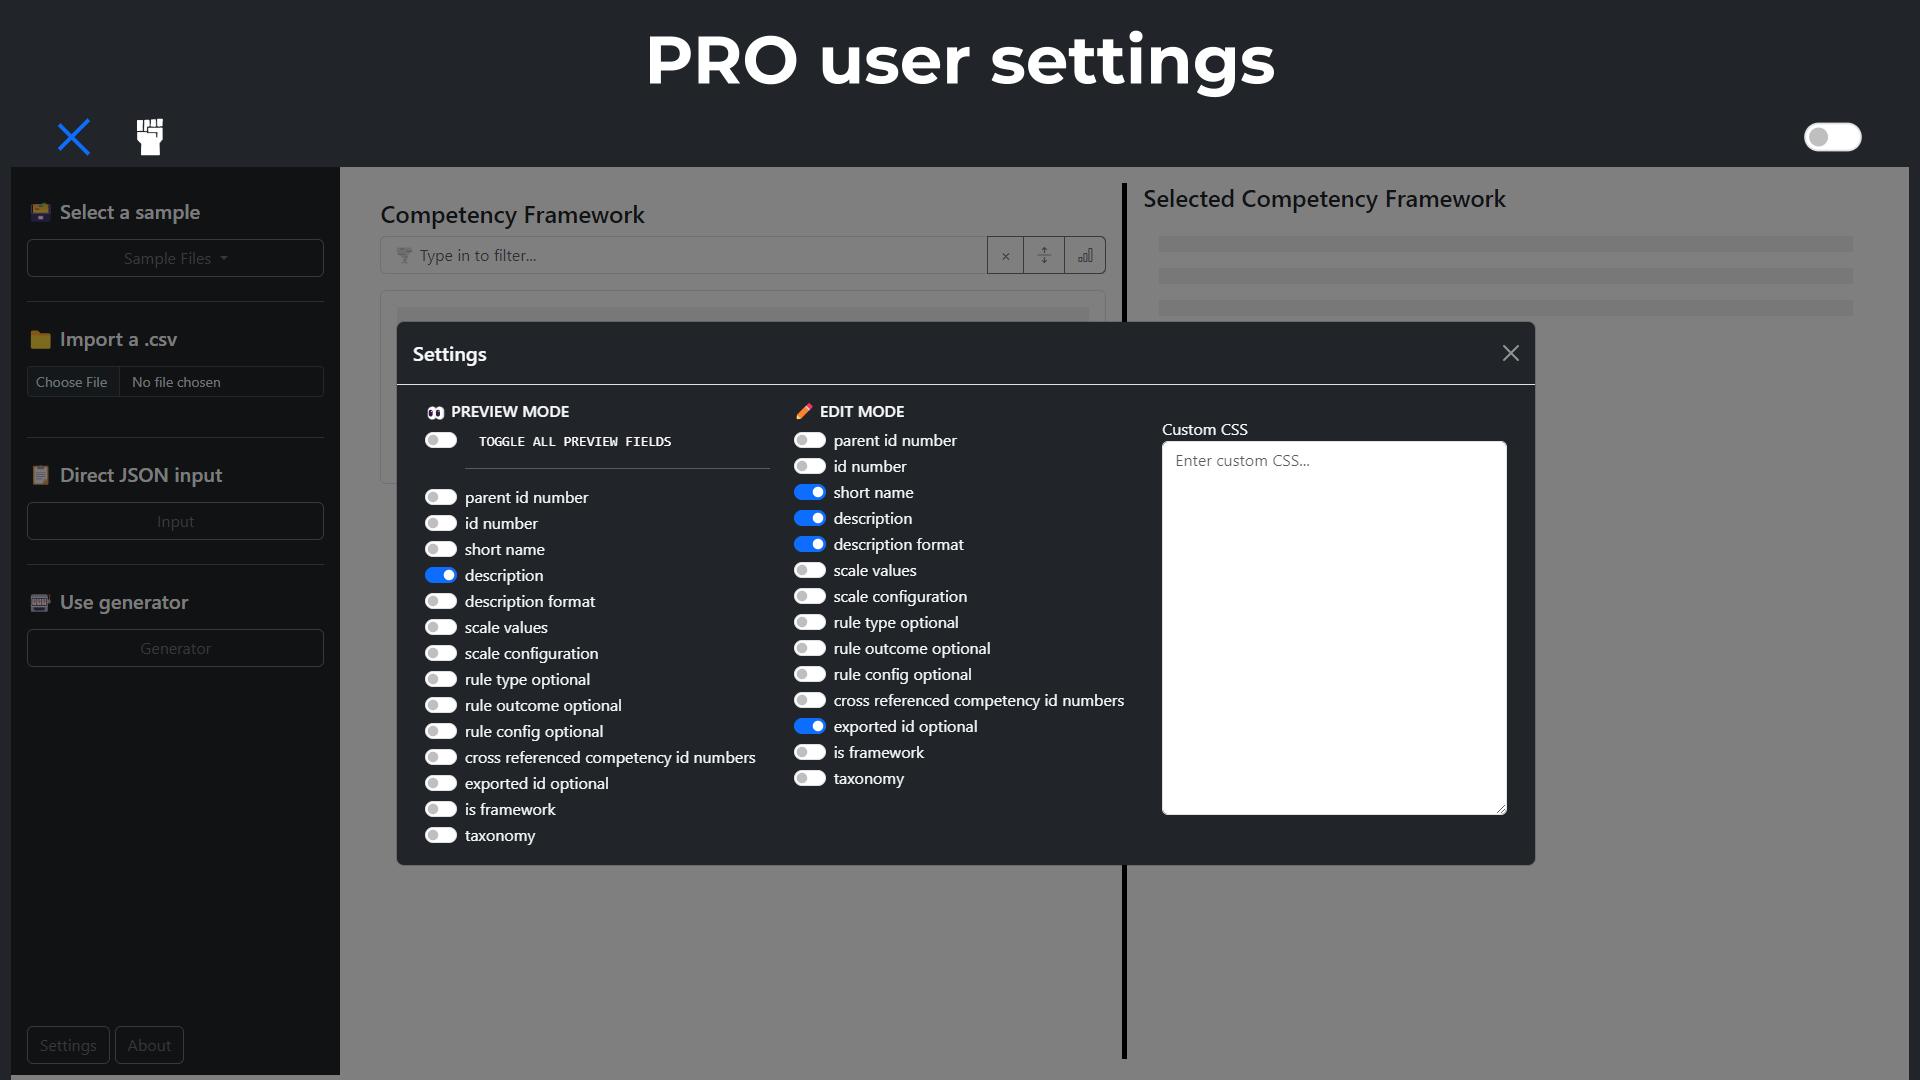 PRO user settings
Select a sample
Sample Files
Import a .csv
Choose File
No file chosen
Direct JSON input
Input
Use generator
Generator
Settings
About
Competency Framework
Type in to filter...
Selected Competency Framework
Settings
PREVIEW MODE
TOGGLE ALL PREVIEW FIELDS
parent id number
id number
short name
description
description format
scale values
scale configuration
rule type optional
rule outcome optional
rule config optional
cross referenced competency id numbers
exported id optional
is framework
taxonomy
EDIT MODE
parent id number
id number
short name
description
description format
scale values
scale configuration
rule type optional
rule outcome optional
rule config optional
cross referenced competency id numbers
exported id optional
is framework
taxonomy
Custom CSS
Enter custom CSS...